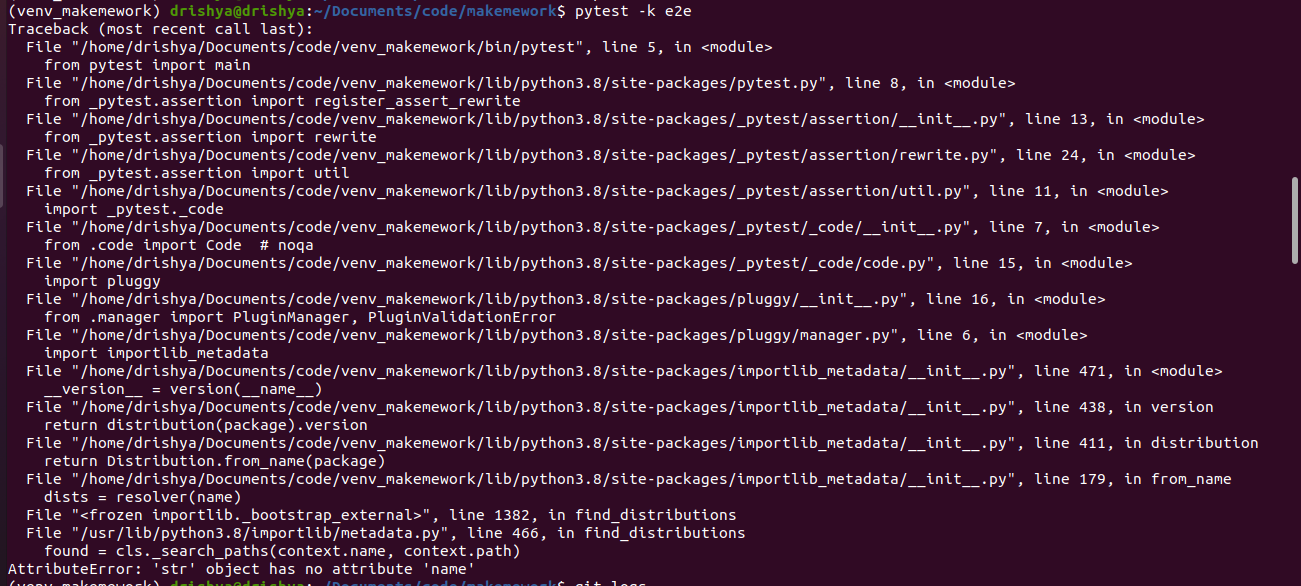 (venv_makemework) drishya@drishya:~/Documents/code/makemework$ pytest -k e2e
Traceback (most recent call last):
  File "/home/drishya/Documents/code/venv_makemework/bin/pytest", line 5, in <module>
    from pytest import main
  File "/home/drishya/Documents/code/venv_makemework/lib/python3.8/site-packages/pytest.py", line 8, in <module>
    from _pytest.assertion import register_assert_rewrite
  File "/home/drishya/Documents/code/venv_makemework/lib/python3.8/site-packages/_pytest/assertion/__init__.py", line 13, in <module>
    from _pytest.assertion import rewrite
  File "/home/drishya/Documents/code/venv_makemework/lib/python3.8/site-packages/_pytest/assertion/rewrite.py", line 24, in <module>
    from _pytest.assertion import util
  File "/home/drishya/Documents/code/venv_makemework/lib/python3.8/site-packages/_pytest/assertion/util.py", line 11, in <module>
    import _pytest._code
  File "/home/drishya/Documents/code/venv_makemework/lib/python3.8/site-packages/_pytest/_code/__init__.py", line 7, in <module>
    from .code import Code  # noqa
  File "/home/drishya/Documents/code/venv_makemework/lib/python3.8/site-packages/_pytest/_code/code.py", line 15, in <module>
    import pluggy
  File "/home/drishya/Documents/code/venv_makemework/lib/python3.8/site-packages/pluggy/__init__.py", line 16, in <module>
    from .manager import PluginManager, PluginValidationError
  File "/home/drishya/Documents/code/venv_makemework/lib/python3.8/site-packages/pluggy/manager.py", line 6, in <module>
    import importlib_metadata
  File "/home/drishya/Documents/code/venv_makemework/lib/python3.8/site-packages/importlib_metadata/__init__.py", line 471, in <module>
    __version__ = version(__name__)
  File "/home/drishya/Documents/code/venv_makemework/lib/python3.8/site-packages/importlib_metadata/__init__.py", line 438, in version
    return distribution(package).version
  File "/home/drishya/Documents/code/venv_makemework/lib/python3.8/site-packages/importlib_metadata/__init__.py", line 411, in distribution
    return Distribution.from_name(package)
  File "/home/drishya/Documents/code/venv_makemework/lib/python3.8/site-packages/importlib_metadata/__init__.py", line 179, in from_name
    dists = resolver(name)
  File "<frozen importlib._bootstrap_external>", line 1382, in find_distributions
  File "/usr/lib/python3.8/importlib/metadata.py", line 466, in find_distributions
    found = cls._search_paths(context.name, context.path)
AttributeError: 'str' object has no attribute 'name'
(venv_makemework) drishya@drishya:~/Documents/code/makemework$ git logs